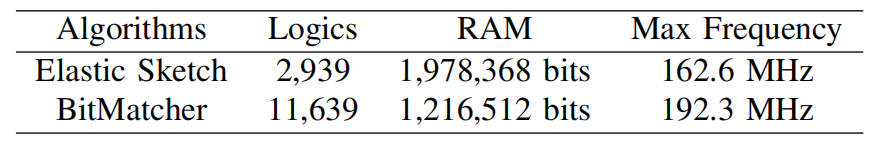 Algorithms Logics RAM Max Frequency
Elastic Sketch 2,939 1,978,368 bits 162.6 MHz
BitMatcher 11,639 1,216,512 bits 192.3 MHz